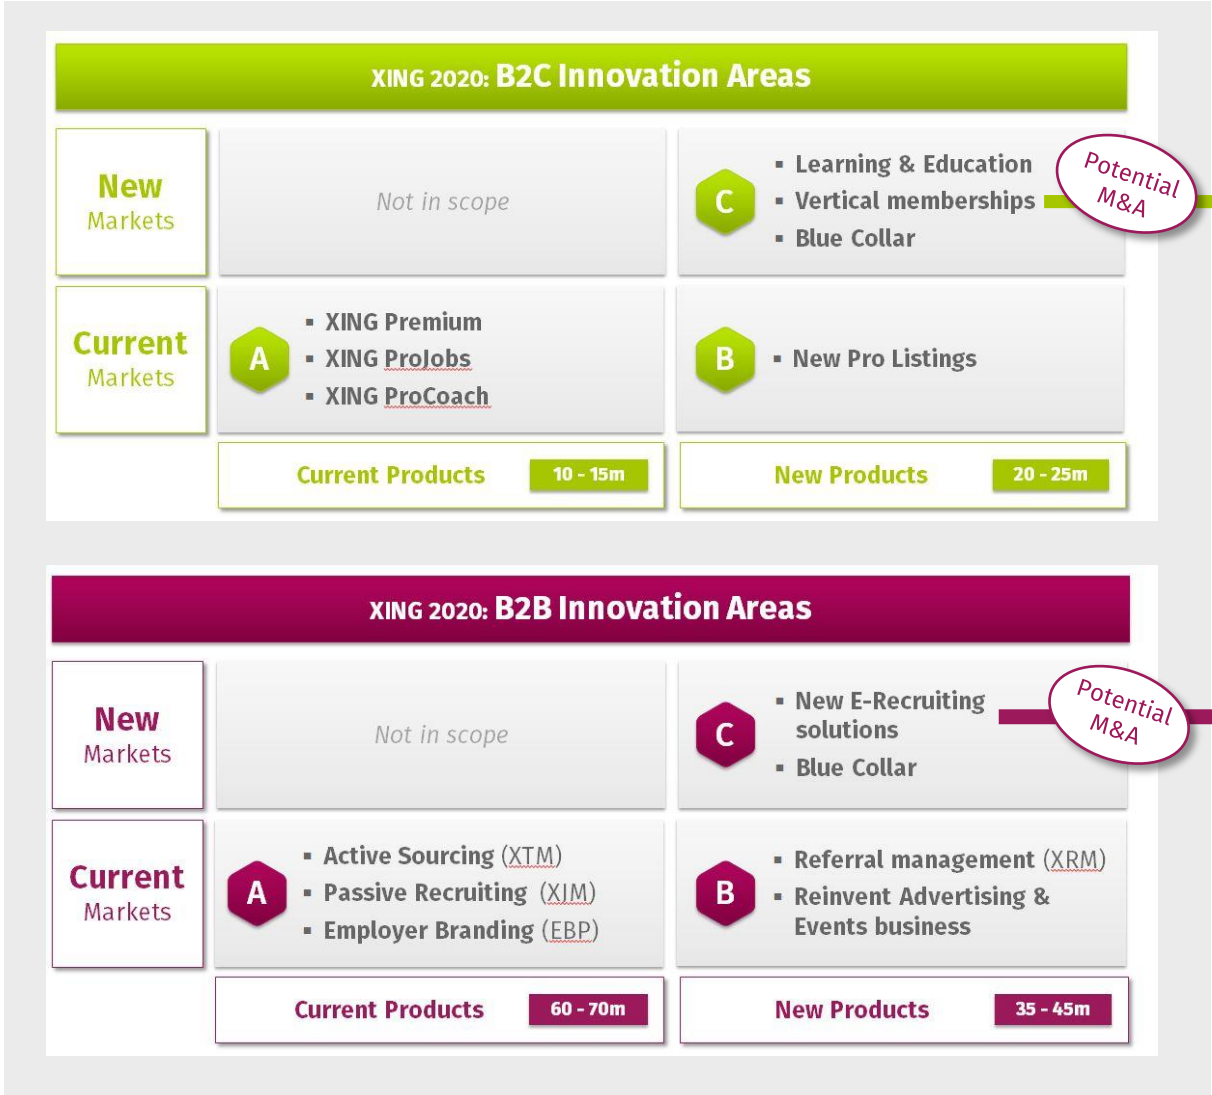 XING 2020: B2C Innovation Areas
New
Markets
Not in scope
C
▪ Learning & Education
▪ Vertical memberships
▪ Blue Collar
Potential
M&A
Current
Markets
A
▪ XING Premium
▪ XING ProJobs
▪ XING ProCoach
B
▪ New Pro Listings
Current Products 10 - 15m
New Products 20 - 25m
XING 2020: B2B Innovation Areas
New
Markets
Not in scope
C
▪ New E-Recruiting
solutions
▪ Blue Collar
Potential
M&A
Current
Markets
A
▪ Active Sourcing (XTM)
▪ Passive Recruiting (XJM)
▪ Employer Branding (EBP)
B
▪ Referral management (XRM)
▪ Reinvent Advertising &
Events business
Current Products 60 - 70m
New Products 35 - 45m